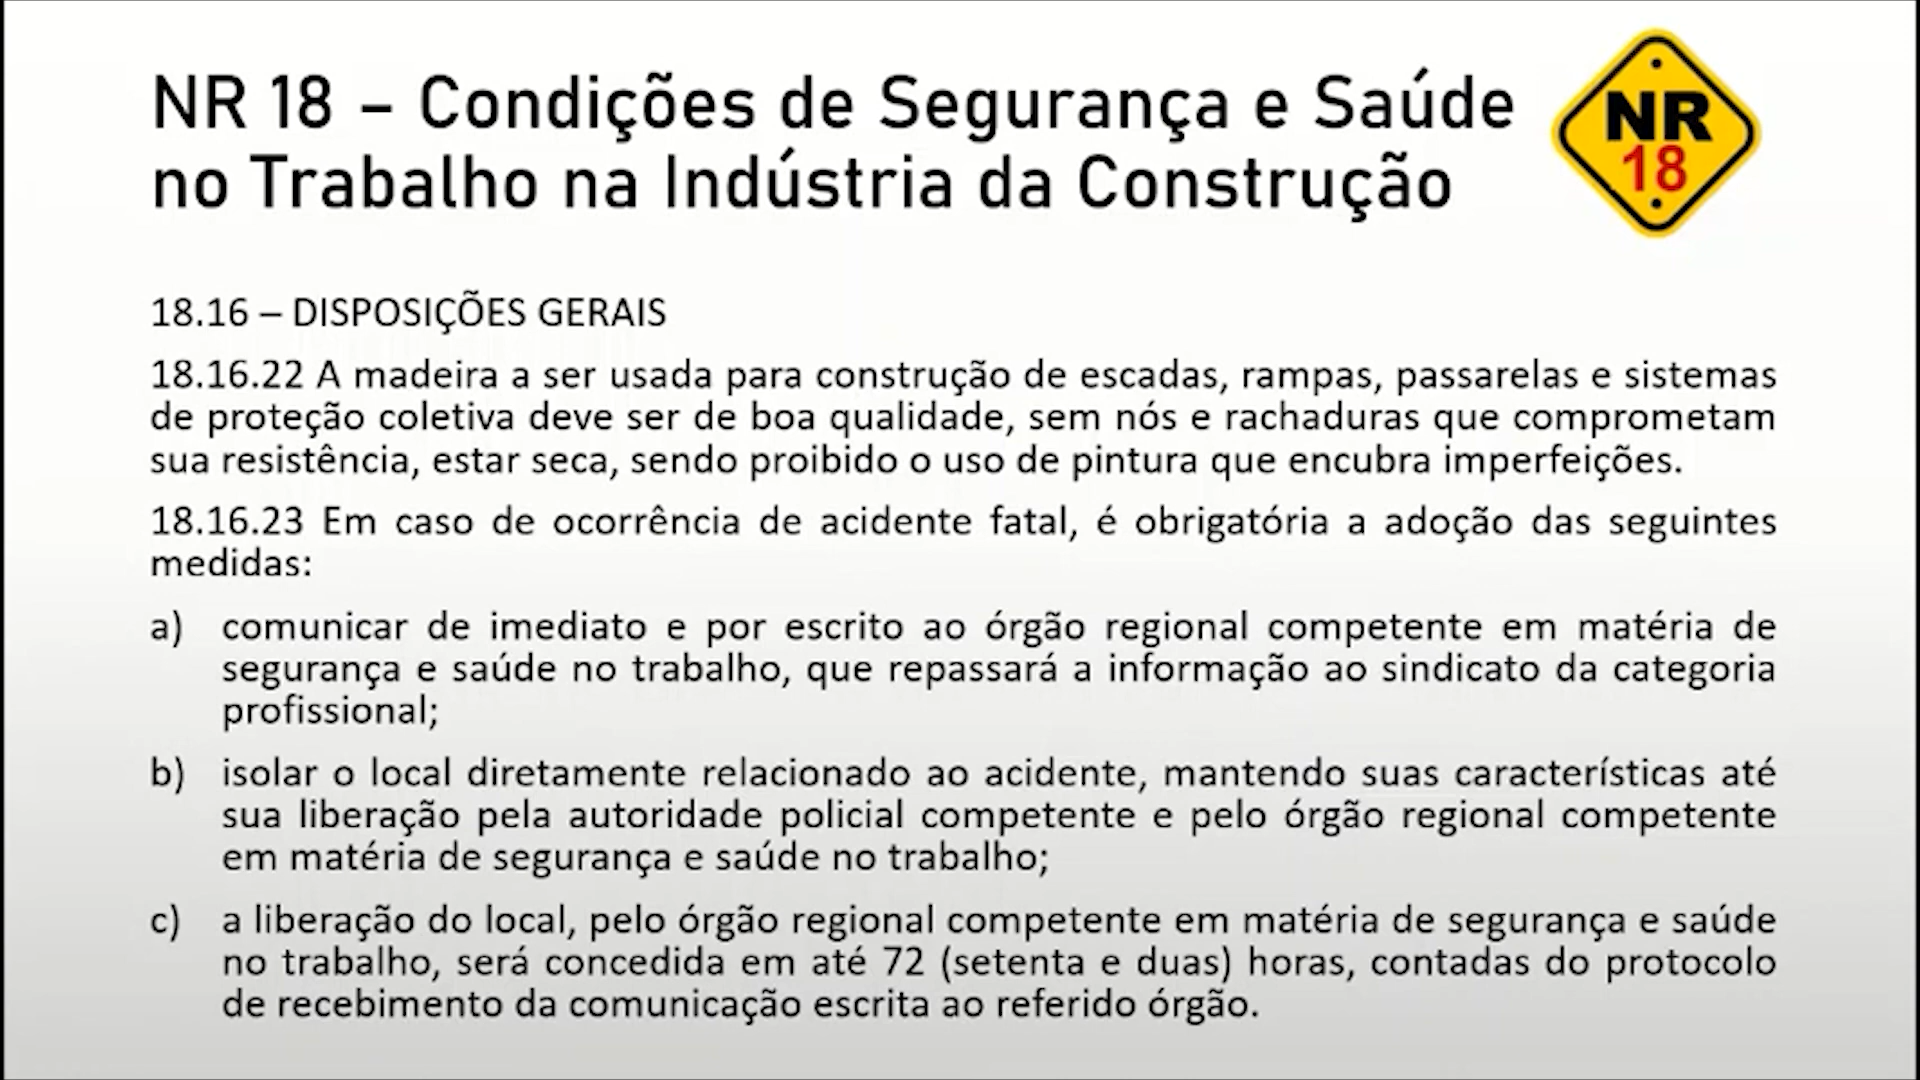 NR 18 – Condições de Segurança e Saúde
no Trabalho na Indústria da Construção
NR
18
18.16 – DISPOSIÇÕES GERAIS
18.16.22 A madeira a ser usada para construção de escadas, rampas, passarelas e sistemas
de proteção coletiva deve ser de boa qualidade, sem nós e rachaduras que comprometam
sua resistência, estar seca, sendo proibido o uso de pintura que encubra imperfeições.
18.16.23 Em caso de ocorrência de acidente fatal, é obrigatória a adoção das seguintes
medidas:
a) comunicar de imediato e por escrito ao órgão regional competente em matéria de
segurança e saúde no trabalho, que repassará a informação ao sindicato da categoria
profissional;
b) isolar o local diretamente relacionado ao acidente, mantendo suas características até
sua liberação pela autoridade policial competente e pelo órgão regional competente
em matéria de segurança e saúde no trabalho;
c) a liberação do local, pelo órgão regional competente em matéria de segurança e saúde
no trabalho, será concedida em até 72 (setenta e duas) horas, contadas do protocolo
de recebimento da comunicação escrita ao referido órgão.